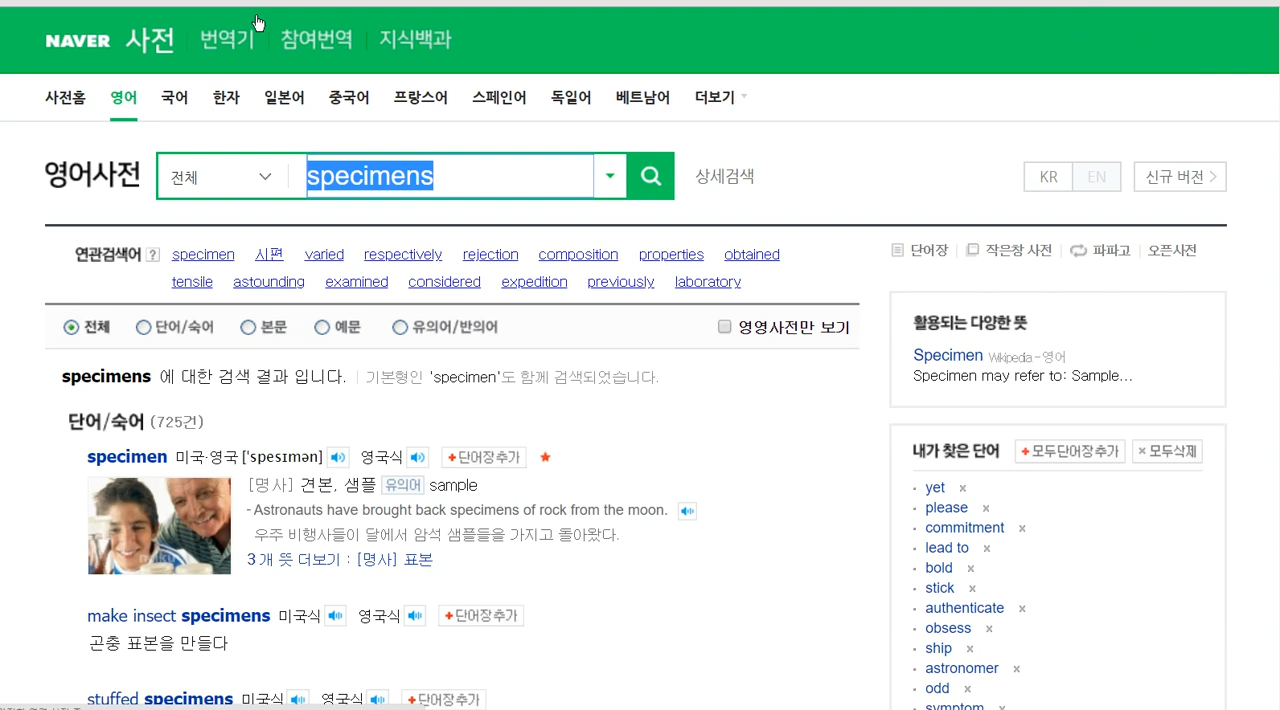 NAVER 사전 번역기 참여번역 지식백과
사전홈 영어 국어 한자 일본어 중국어 프랑스어 스페인어 독일어 베트남어 더보기
영어사전 전체 specimens 상세검색 KR EN 신규 버전
연관검색어 ? specimen 시편 varied respectively rejection composition properties obtained
tensile astounding examined considered expedition previously laboratory
단어장 작은창 사전 파파고 오픈사전
전체 단어/숙어 본문 예문 유의어/반의어 영영사전만 보기
specimens 에 대한 검색 결과 입니다. 기본형인 'specimen'도 함께 검색되었습니다.
단어/숙어 (725건)
specimen 미국·영국 [ˈspesɪmən] 영국식 +단어장추가
[명사] 견본, 샘플 유의어 sample
- Astronauts have brought back specimens of rock from the moon.
우주 비행사들이 달에서 암석 샘플들을 가지고 돌아왔다.
3개 뜻 더보기 : [명사] 표본
make insect specimens 미국식 영국식 +단어장추가
곤충 표본을 만들다
stuffed specimens 미국식 영국식 +단어장추가
활용되는 다양한 뜻
Specimen Wikipedia-영어
Specimen may refer to: Sample...
내가 찾은 단어 +모두단어장추가 × 모두삭제
· yet ×
· please ×
· commitment ×
· lead to ×
· bold ×
· stick ×
· authenticate ×
· obsess ×
· ship ×
· astronomer ×
· odd ×
· symptom ×